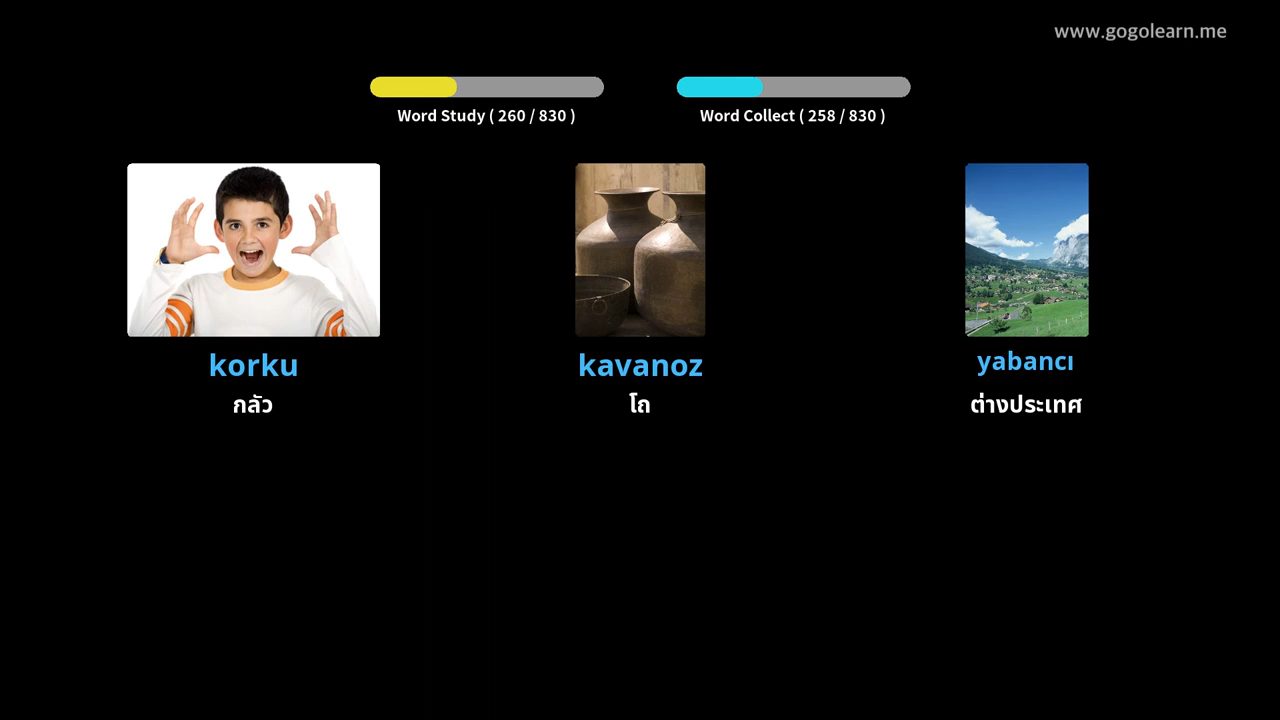 www.gogolearn.me
Word Study ( 260 / 830 )
Word Collect ( 258 / 830 )
korku
kavanoz
yabancı
กลัว
โถ
ต่างประเทศ